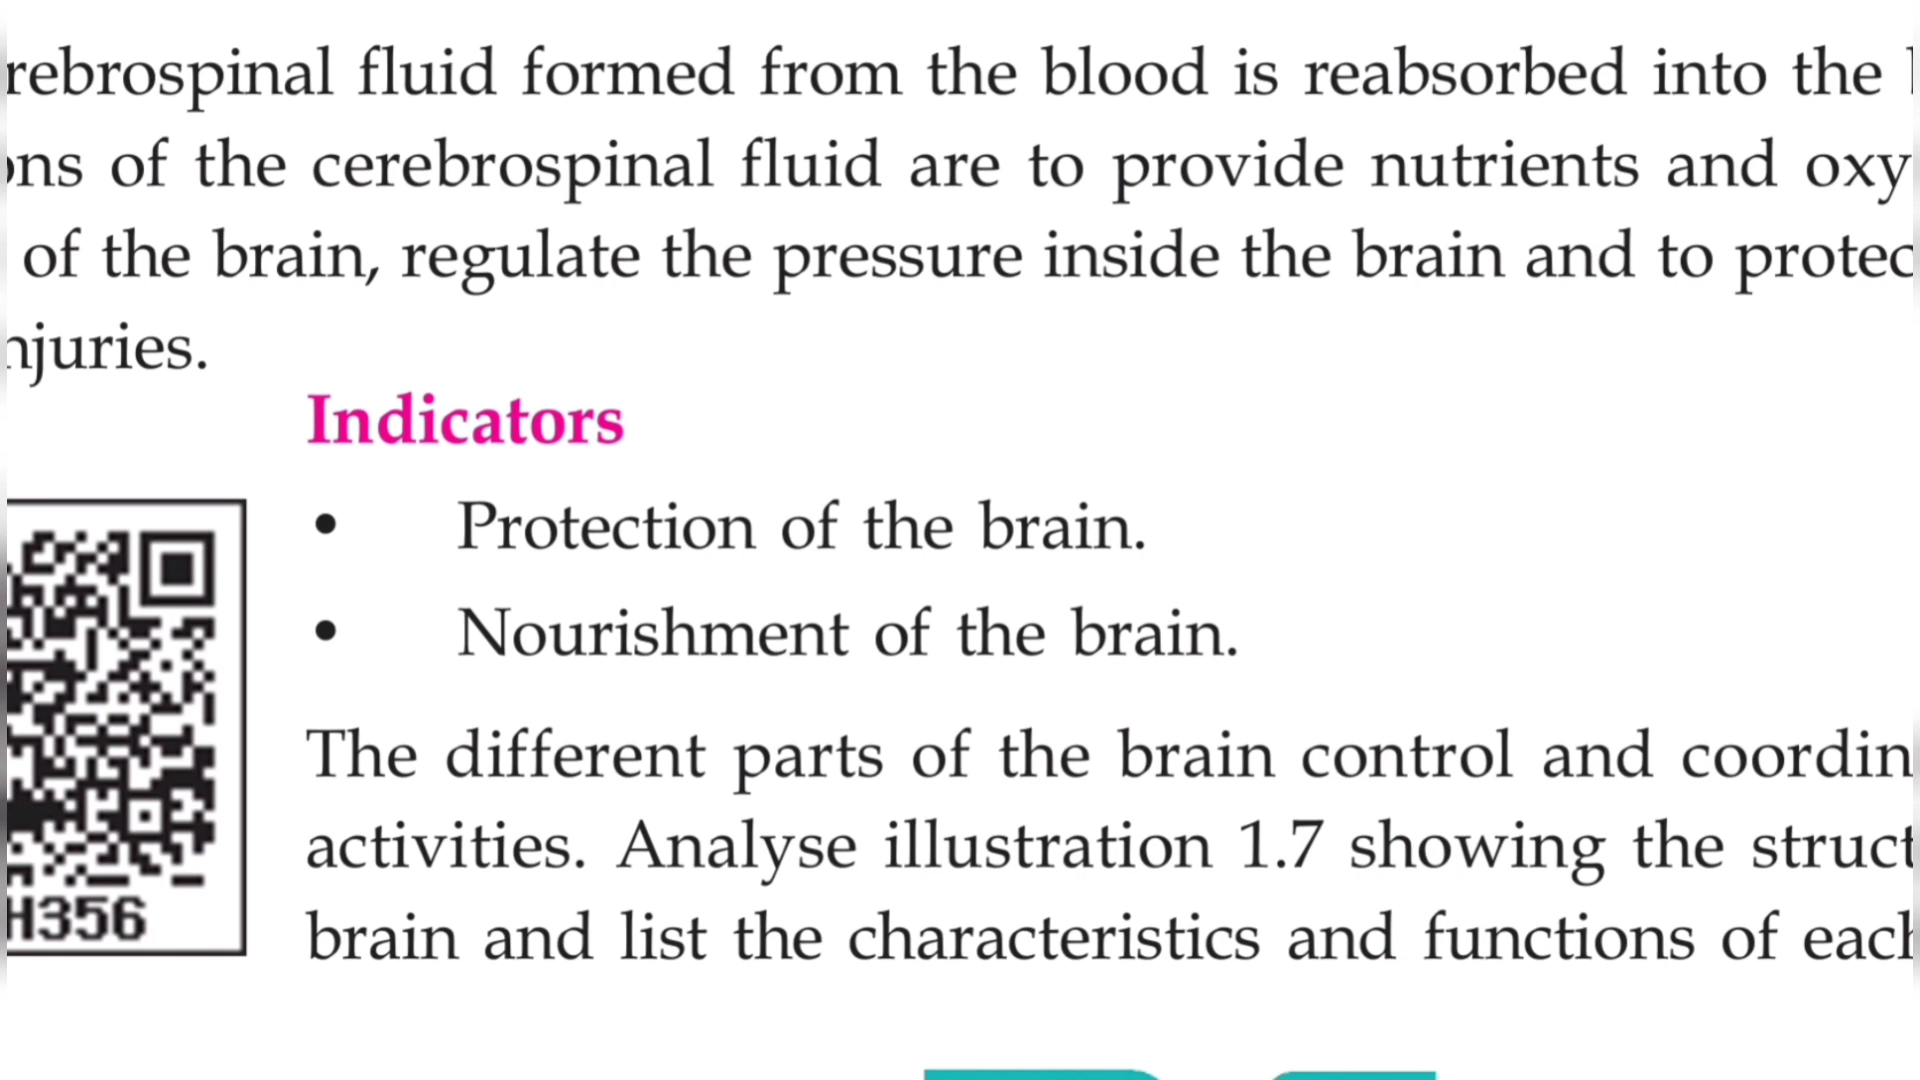 rebrospinal fluid formed from the blood is reabsorbed into the
ons of the cerebrospinal fluid are to provide nutrients and oxy
of the brain, regulate the pressure inside the brain and to protec
njuries.
Indicators
• Protection of the brain.
• Nourishment of the brain.
The different parts of the brain control and coordin
activities. Analyse illustration 1.7 showing the struct
brain and list the characteristics and functions of each
H356